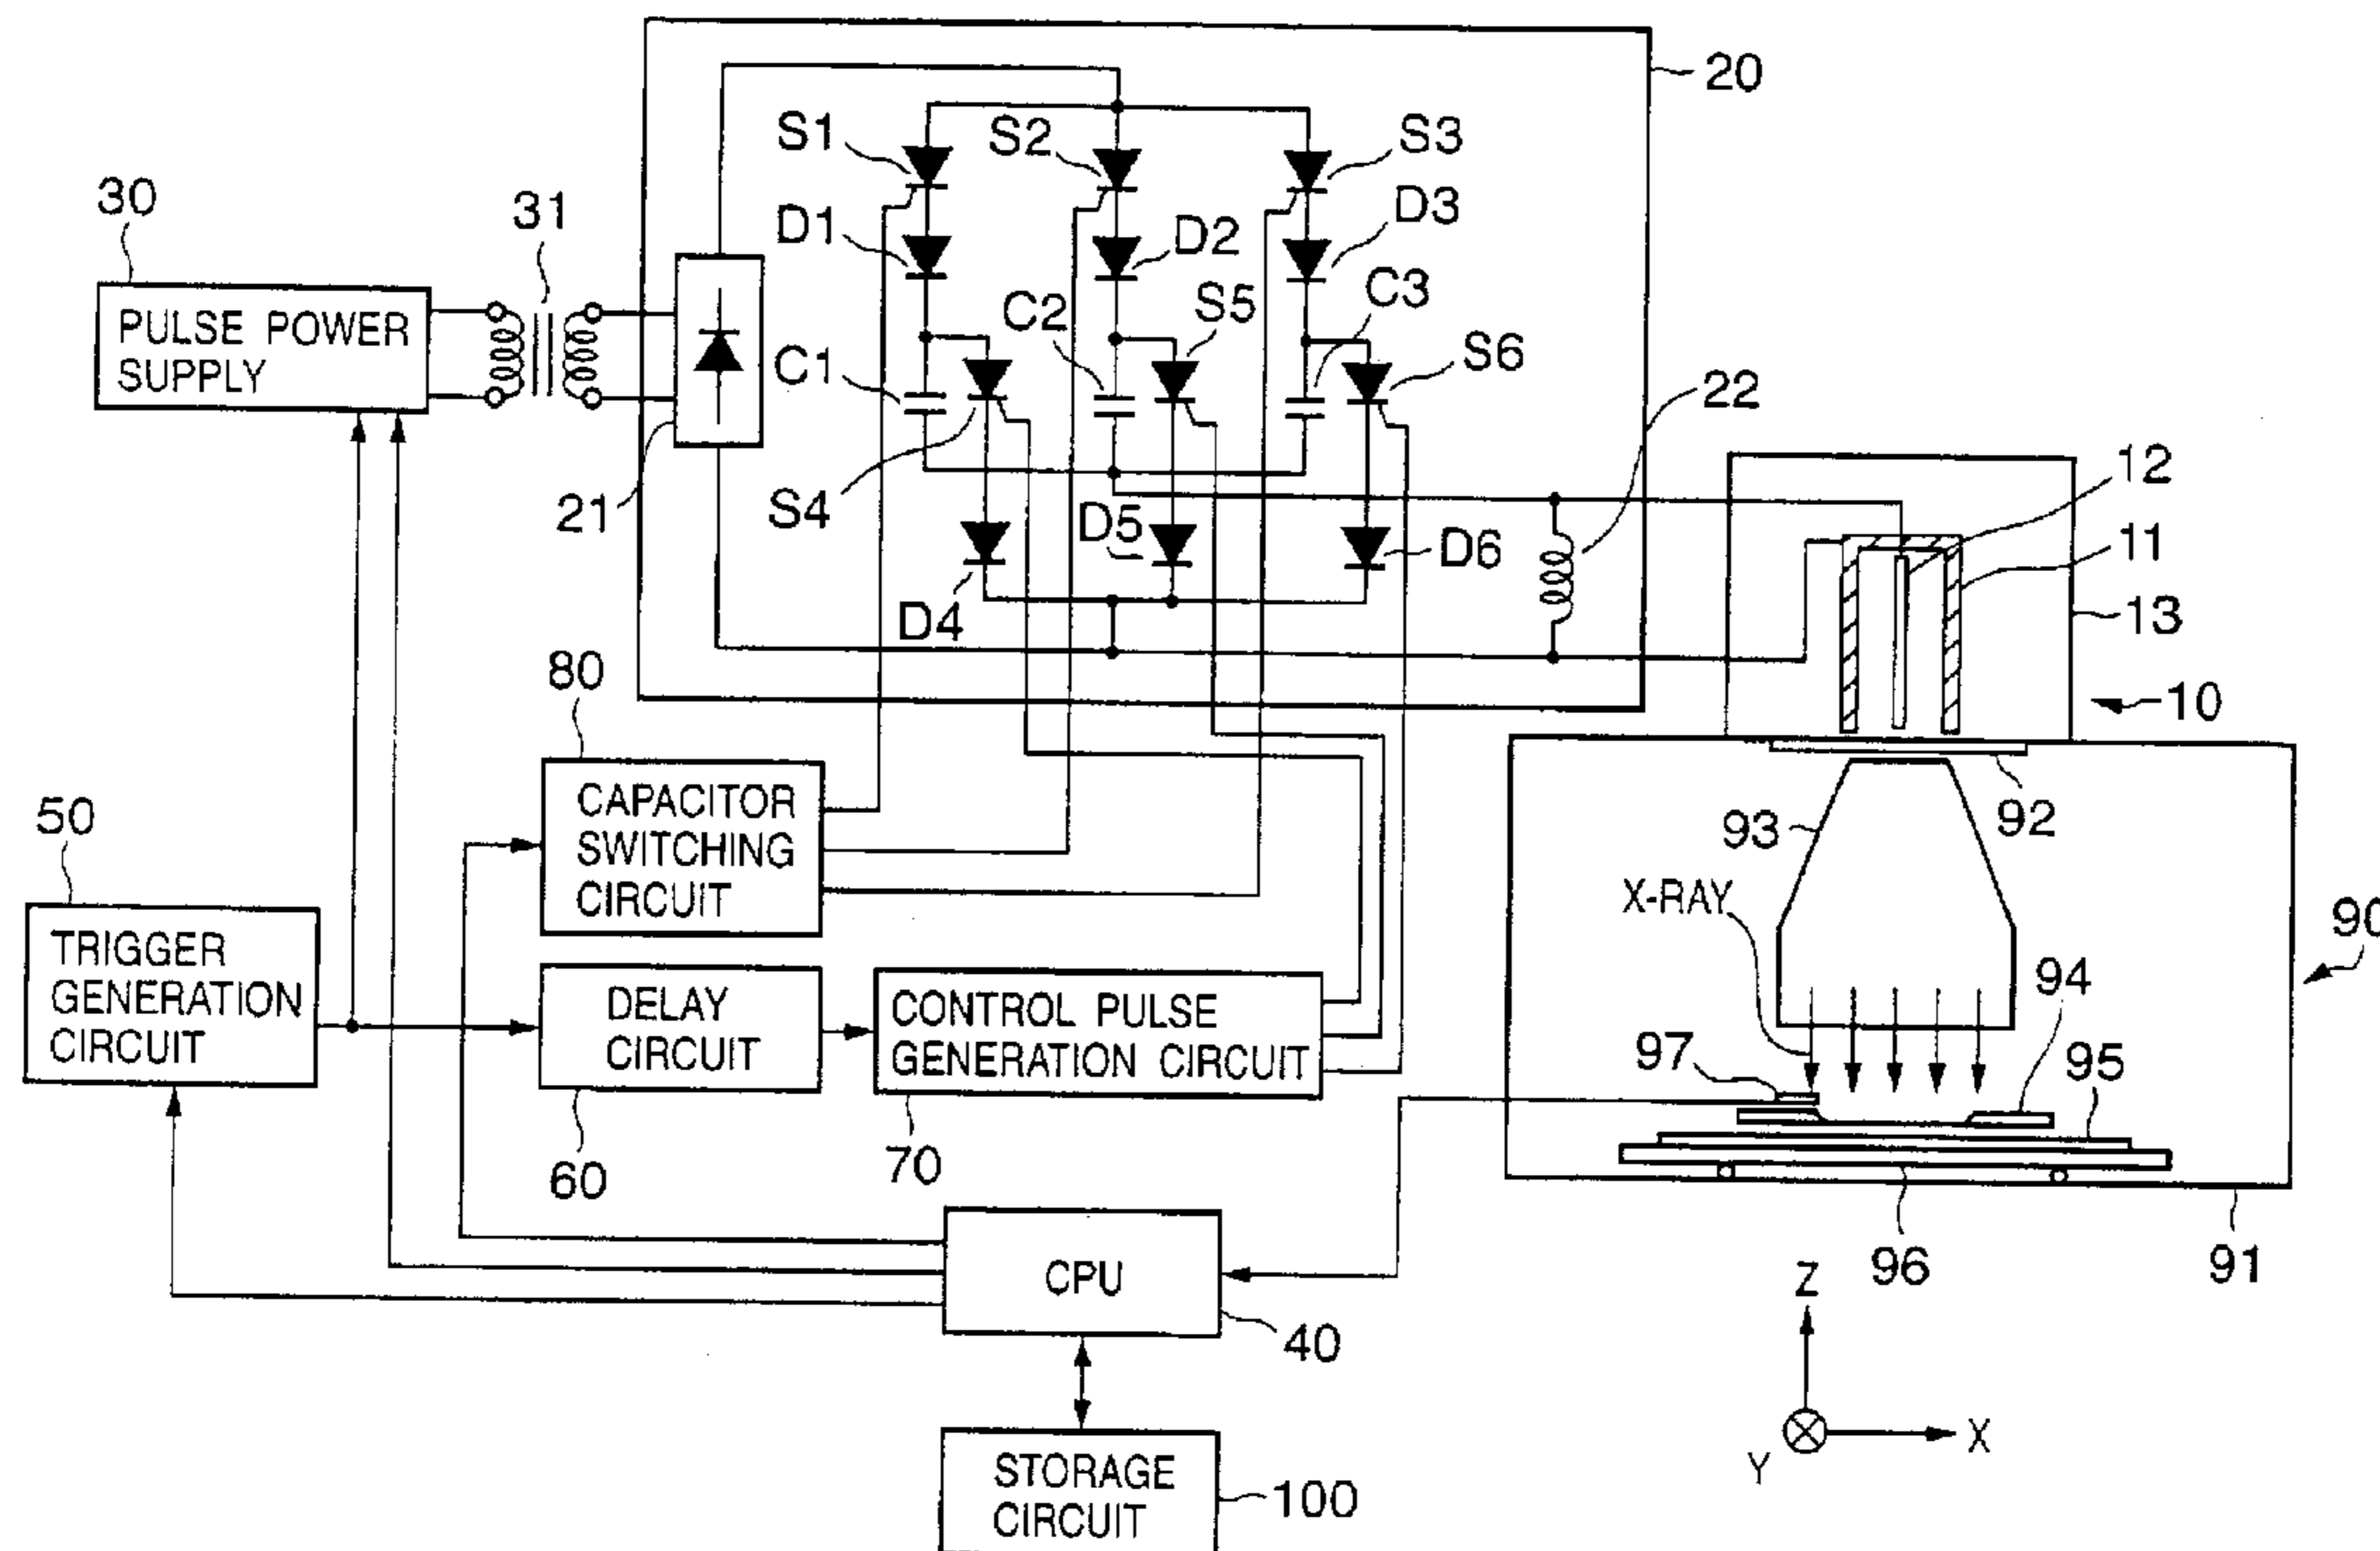 20
S1
S2
S3
30
31
D1
D2
D3
C3
C2
S5
PULSE POWER
SUPPLY
C1
S6
22
12
21
S4
D5
D6
11
D4
13
80
10
CAPACITOR
SWITCHING
CIRCUIT
50
93
92
X-RAY
90
TRIGGER
GENERATION
CIRCUIT
DELAY
CIRCUIT
CONTROL PULSE
GENERATION CIRCUIT
94
97
95
60
70
CPU
96
91
40
Z
X
Y
STORAGE
CIRCUIT
100